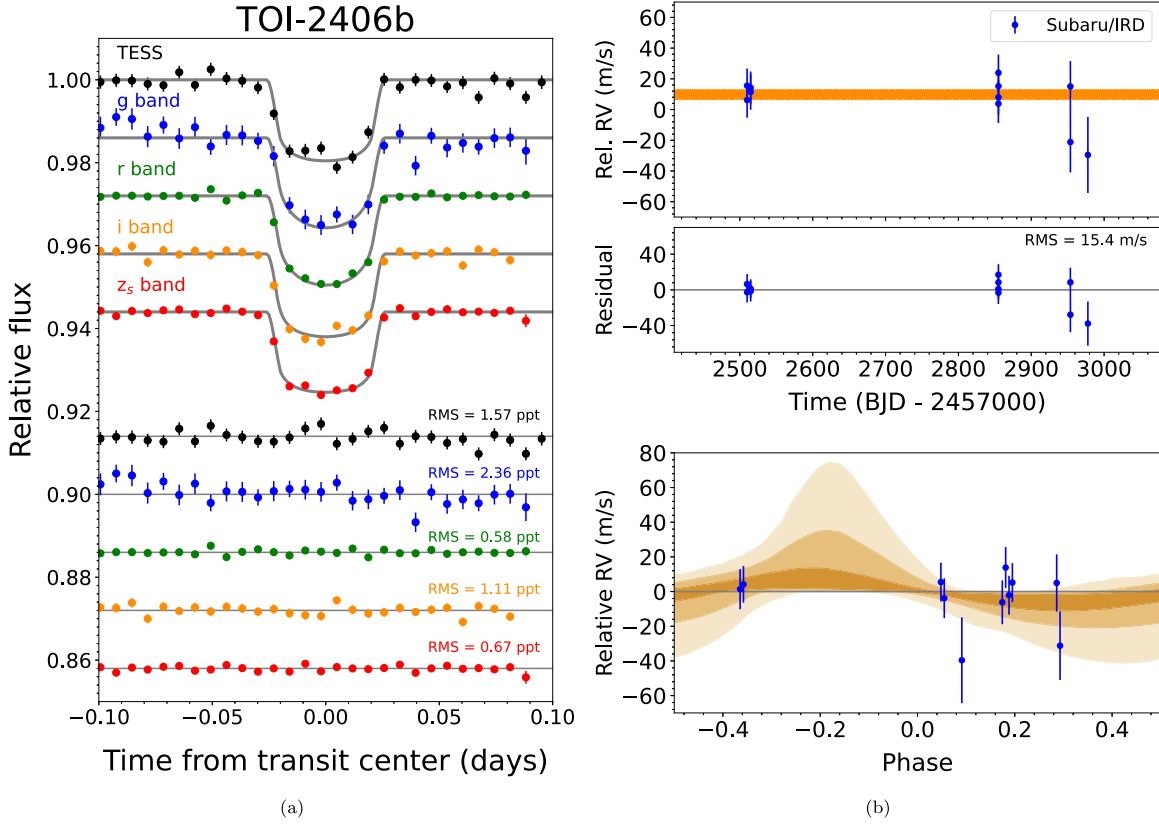 TOI-2406b
TESS
g band
r band
i band
z_s band
RMS = 1.57 ppt
RMS = 2.36 ppt
RMS = 0.58 ppt
RMS = 1.11 ppt
RMS = 0.67 ppt
1.00
0.98
0.96
0.94
0.92
0.90
0.88
0.86
Relative flux
−0.10
−0.05
0.00
0.05
0.10
Time from transit center (days)
(a)
Subaru/IRD
60
40
20
0
−20
−40
−60
Rel. RV (m/s)
RMS = 15.4 m/s
40
0
−40
Residual
2500
2600
2700
2800
2900
3000
Time (BJD - 2457000)
80
60
40
20
0
−20
−40
−60
Relative RV (m/s)
−0.4
−0.2
0.0
0.2
0.4
Phase
(b)